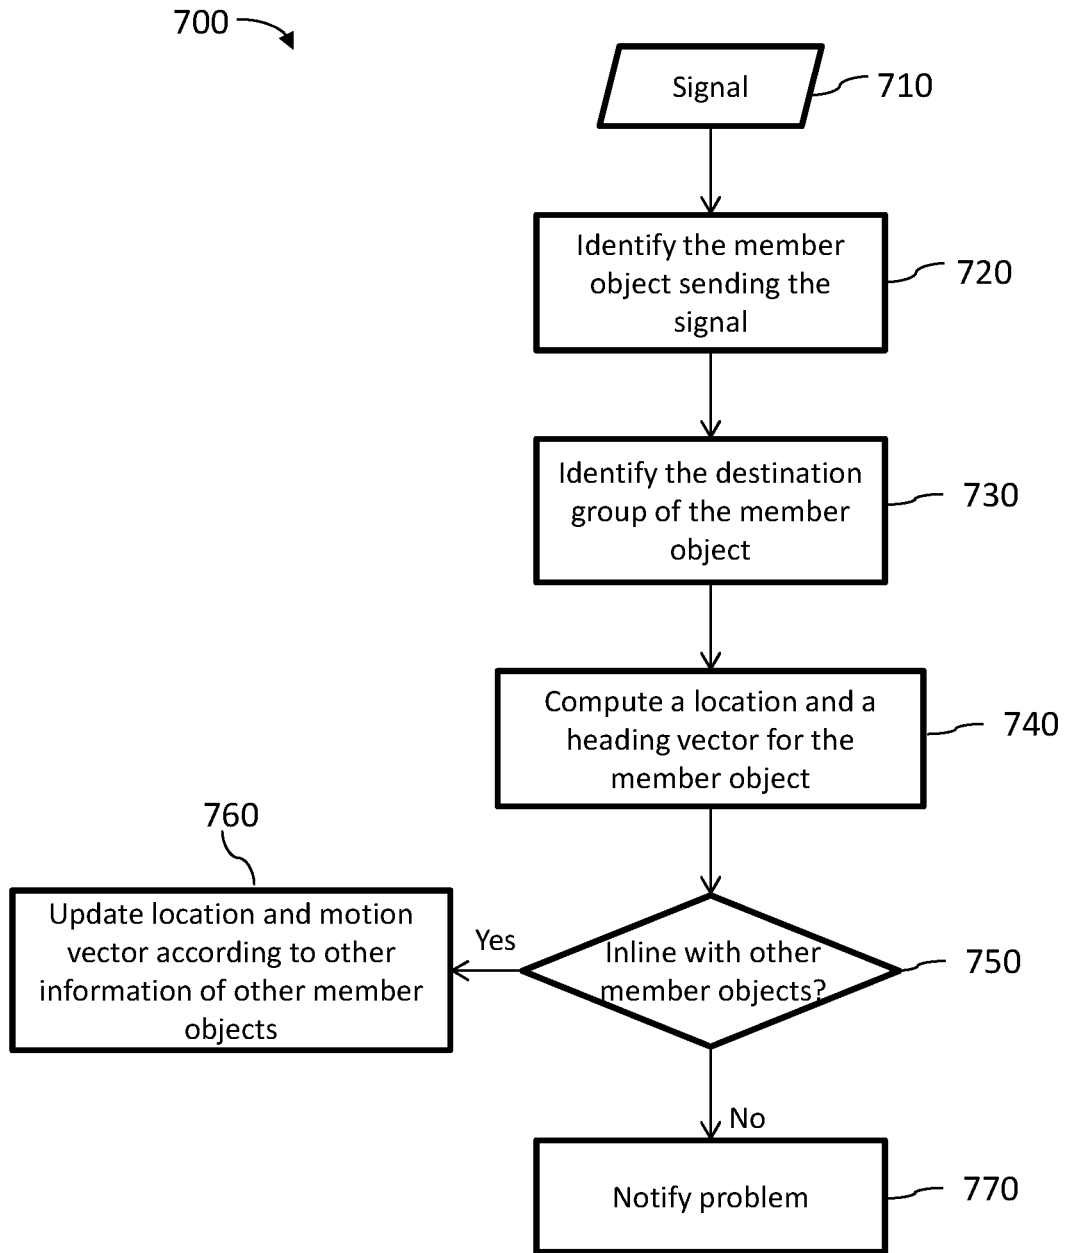 700
Signal
710
Identify the member
object sending the
signal
720
Identify the destination
group of the member
object
730
Compute a location and a
heading vector for the
member object
740
760
Update location and motion
vector according to other
information of other member
objects
Yes
Inline with other
member objects?
750
No
Notify problem
770